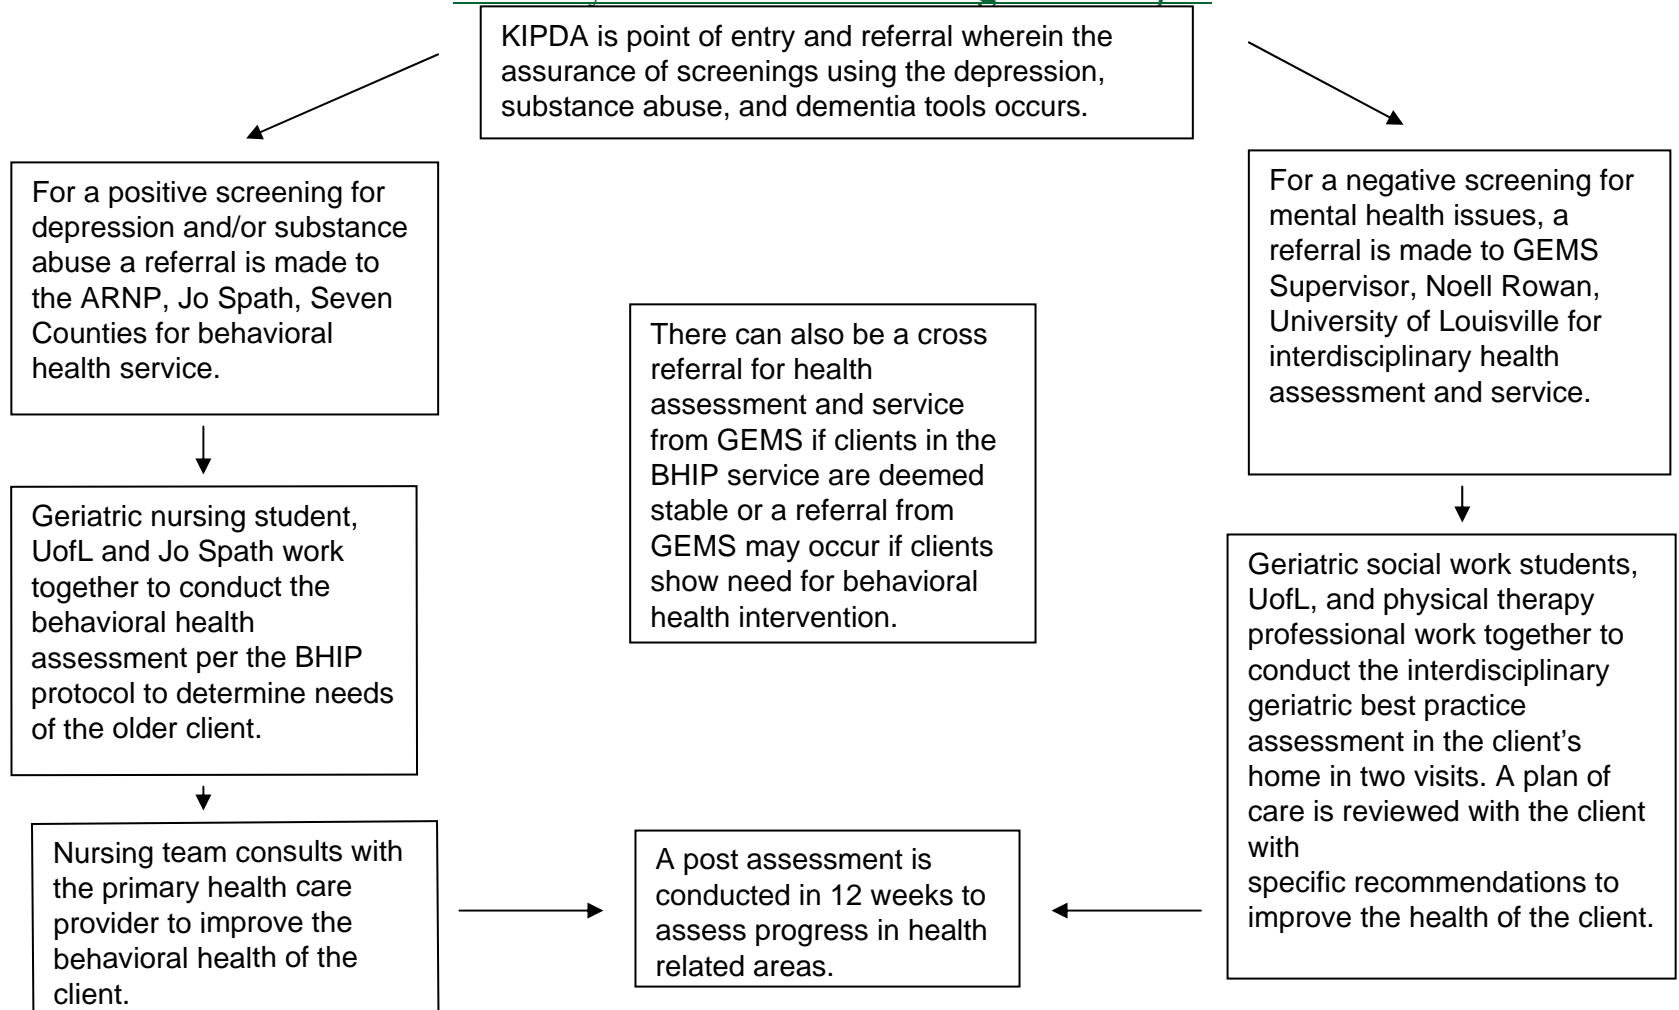 KIPDA is point of entry and referral wherein the
assurance of screenings using the depression,
substance abuse, and dementia tools occurs.
For a positive screening for
depression and/or substance
abuse a referral is made to
the ARNP, Jo Spath, Seven
Counties for behavioral
health service.
For a negative screening for
mental health issues, a
referral is made to GEMS
Supervisor, Noell Rowan,
University of Louisville for
interdisciplinary health
assessment and service.
There can also be a cross
referral for health
assessment and service
from GEMS if clients in the
BHIP service are deemed
stable or a referral from
GEMS may occur if clients
show need for behavioral
health intervention.
Geriatric nursing student,
UofL and Jo Spath work
together to conduct the
behavioral health
assessment per the BHIP
protocol to determine needs
of the older client.
Geriatric social work students,
UofL, and physical therapy
professional work together to
conduct the interdisciplinary
geriatric best practice
assessment in the client's
home in two visits. A plan of
care is reviewed with the client
with
specific recommendations to
improve the health of the client.
Nursing team consults with
the primary health care
provider to improve the
behavioral health of the
client.
A post assessment is
conducted in 12 weeks to
assess progress in health
related areas.